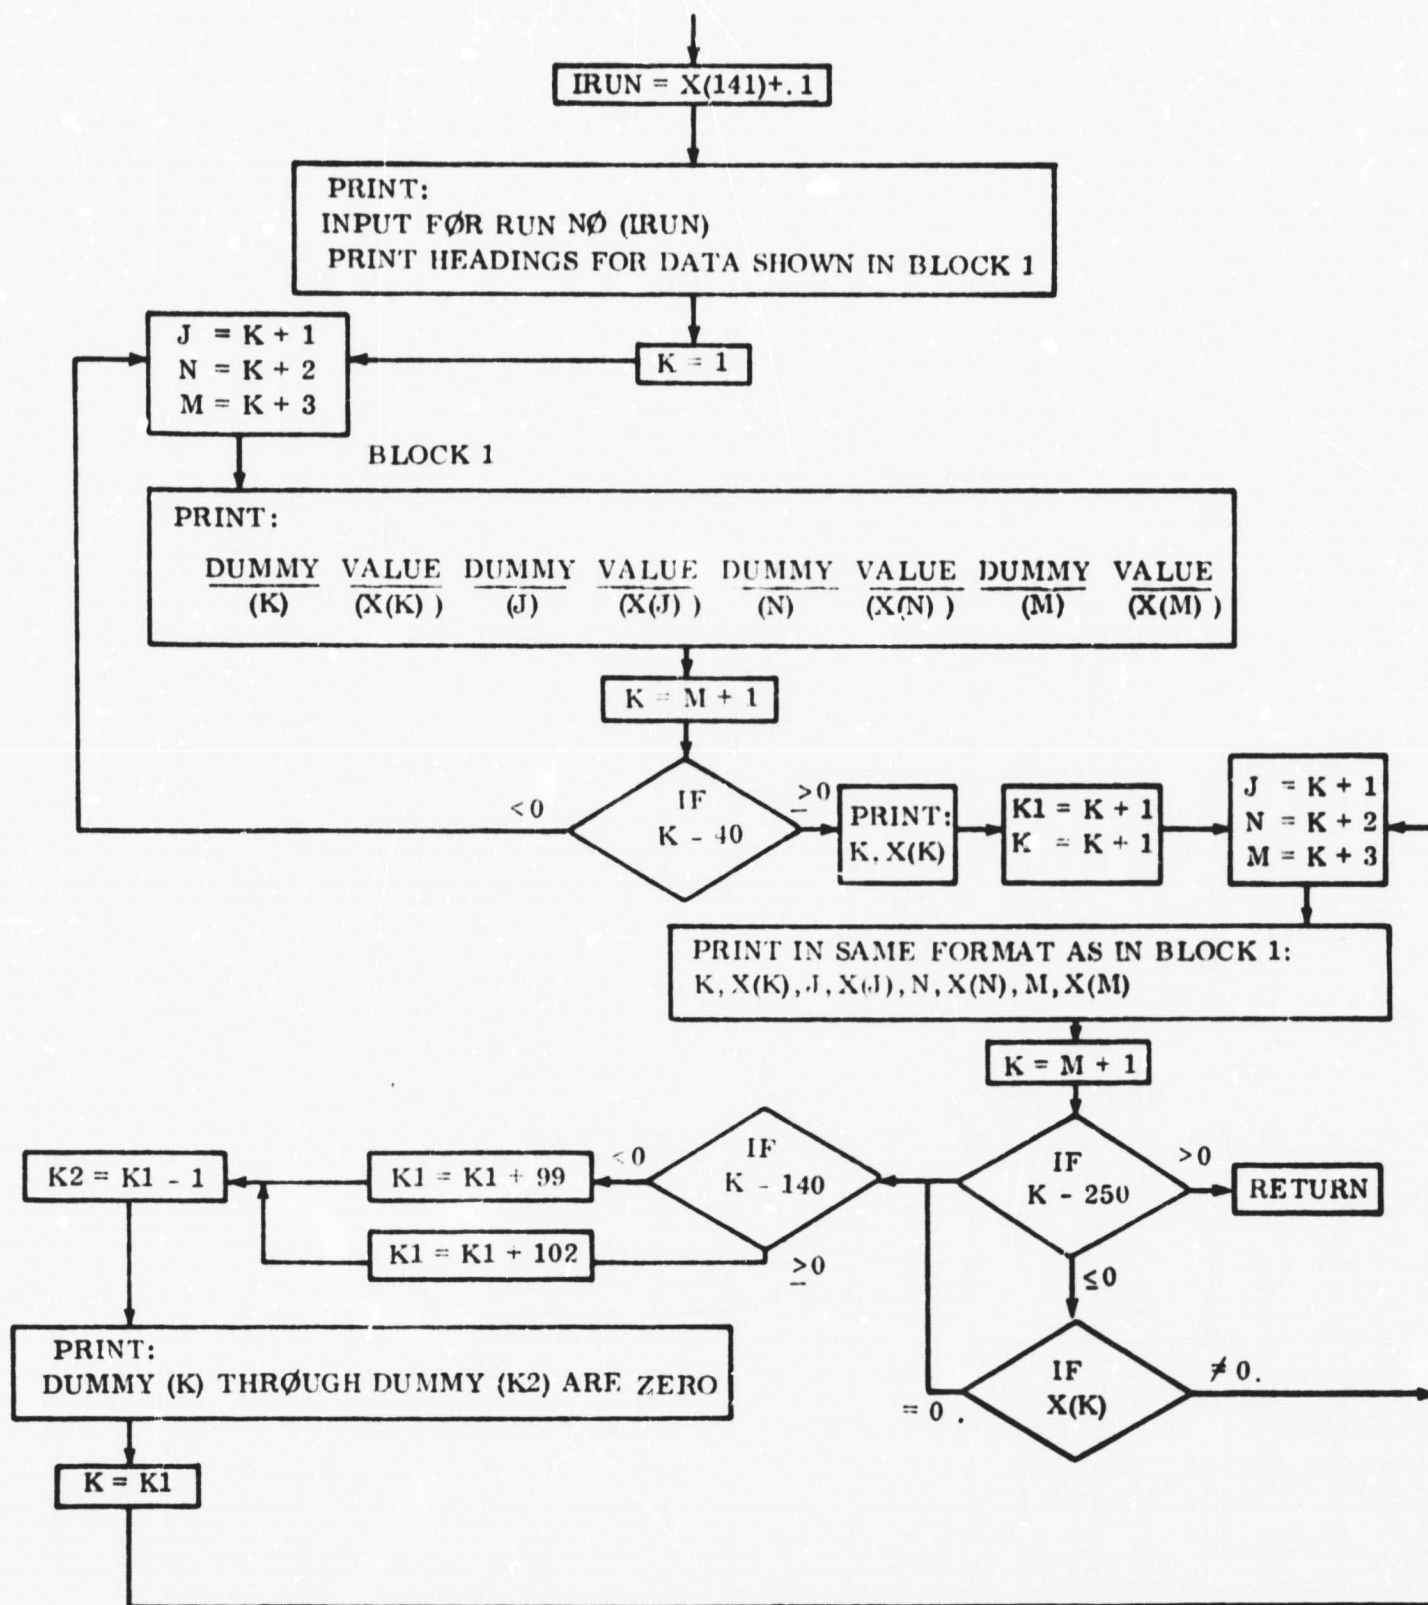 IRUN = X(141)+.1
PRINT:
INPUT FØR RUN NØ (IRUN)
PRINT HEADINGS FOR DATA SHOWN IN BLOCK 1
J = K + 1
N = K + 2
M = K + 3
K = 1
BLOCK 1
PRINT:
DUMMY VALUE DUMMY VALUE DUMMY VALUE DUMMY VALUE
(K) (X(K) ) (J) (X(J) ) (N) (X(N) ) (M) (X(M) )
K = M + 1
IF
K - 40
<0
≥0
PRINT:
K, X(K)
K1 = K + 1
K = K + 1
J = K + 1
N = K + 2
M = K + 3
PRINT IN SAME FORMAT AS IN BLOCK 1:
K, X(K), J, X(J), N, X(N), M, X(M)
K = M + 1
IF
K - 250
>0
RETURN
≤0
IF
X(K)
≠0.
=0.
IF
K - 140
<0
≥0
K1 = K1 + 99
K1 = K1 + 102
K2 = K1 - 1
PRINT:
DUMMY (K) THRØUGH DUMMY (K2) ARE ZERO
K = K1